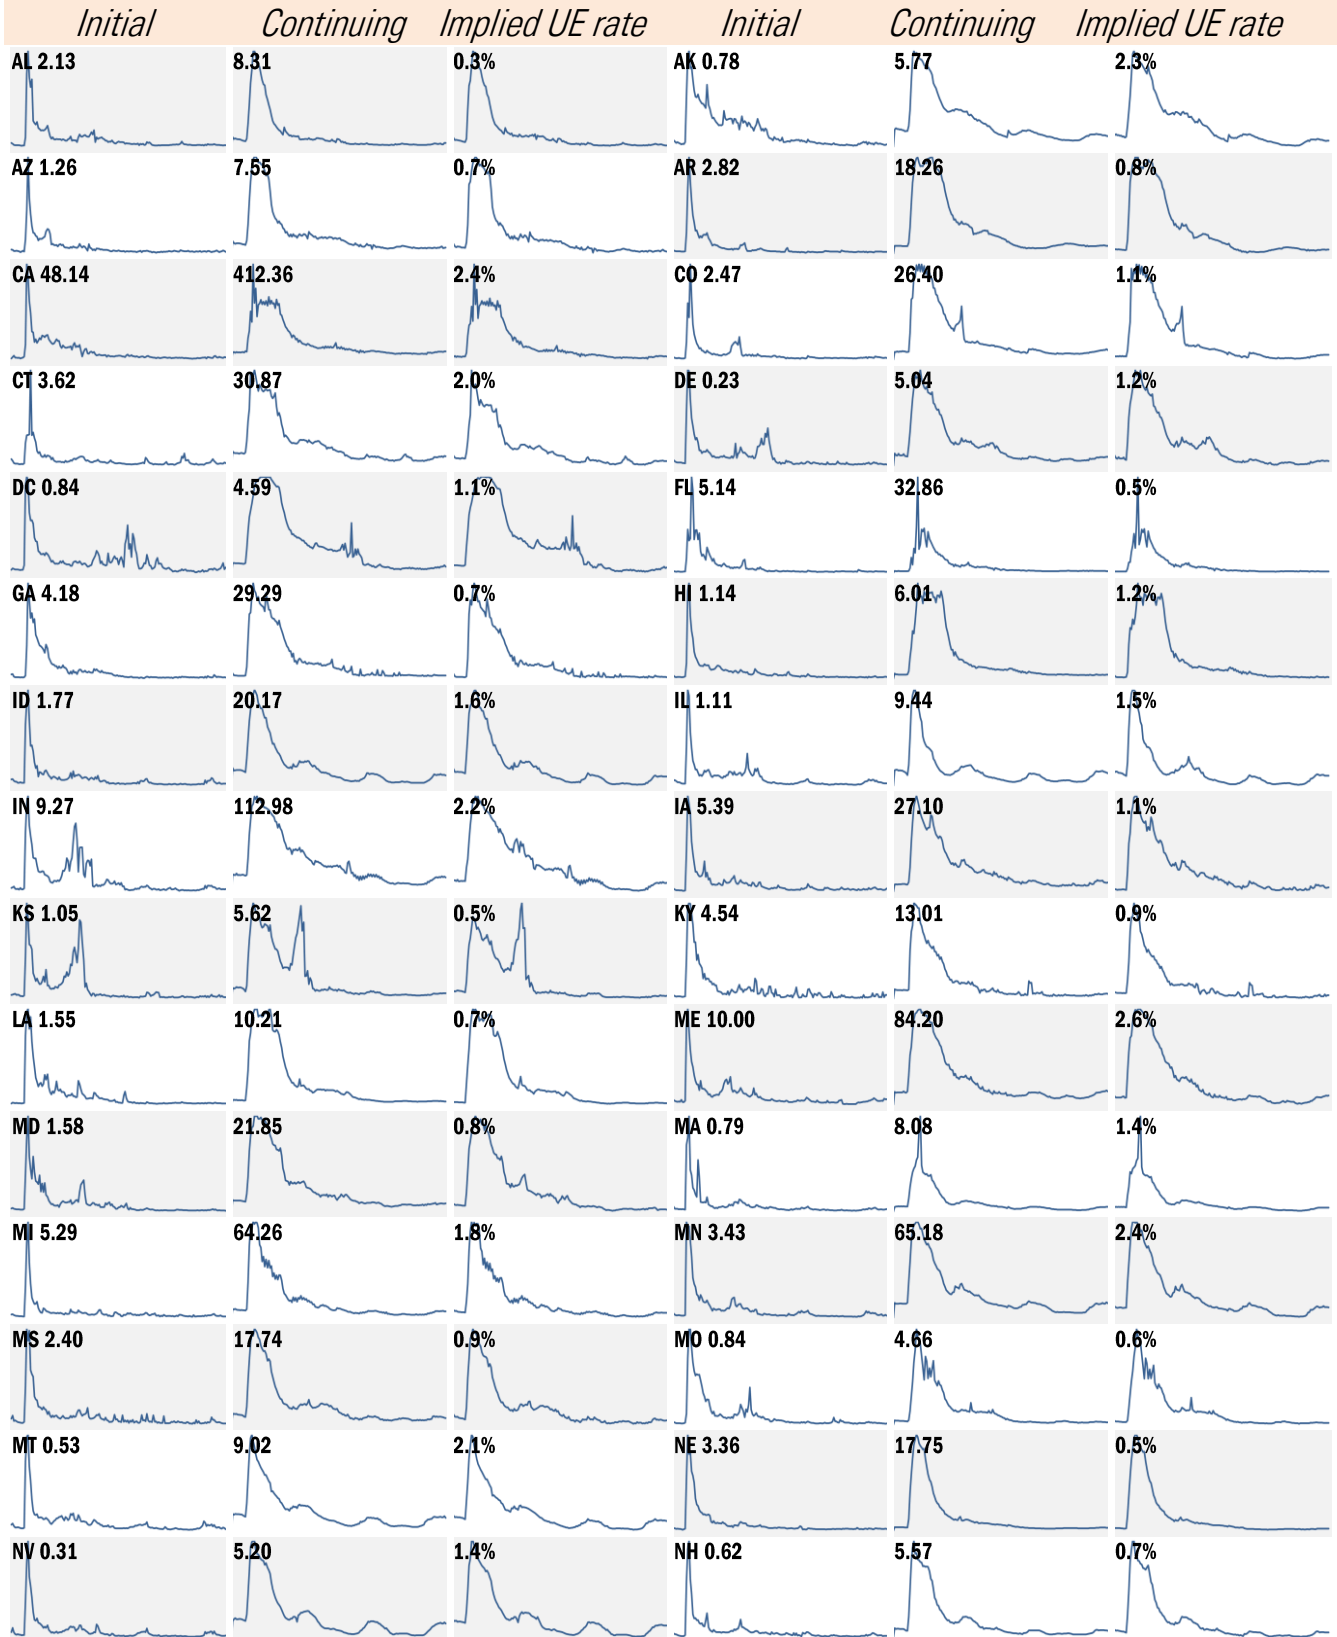 Initial Continuing Implied UE rate Initial Continuing Implied UE rate
AL 2.13 8.31 0.3% AK 0.78 5.77 2.3%
AZ 1.26 7.55 0.7% AR 2.82 18.26 0.8%
CA 48.14 412.36 2.4% CO 2.47 26.40 1.1%
CT 3.62 30.87 2.0% DE 0.23 5.04 1.2%
DC 0.84 4.59 1.1% FL 5.14 32.86 0.5%
GA 4.18 29.29 0.7% HI 1.14 6.01 1.2%
ID 1.77 20.17 1.6% IL 1.11 9.44 1.5%
IN 9.27 112.98 2.2% IA 5.39 27.10 1.1%
KS 1.05 5.62 0.5% KY 4.54 13.01 0.9%
LA 1.55 10.21 0.7% ME 10.00 84.20 2.6%
MD 1.58 21.85 0.8% MA 0.79 8.08 1.4%
MI 5.29 64.26 1.8% MN 3.43 65.18 2.4%
MS 2.40 17.74 0.9% MO 0.84 4.66 0.6%
MT 0.53 9.02 2.1% NE 3.36 17.75 0.5%
NV 0.31 5.20 1.4% NH 0.62 5.57 0.7%